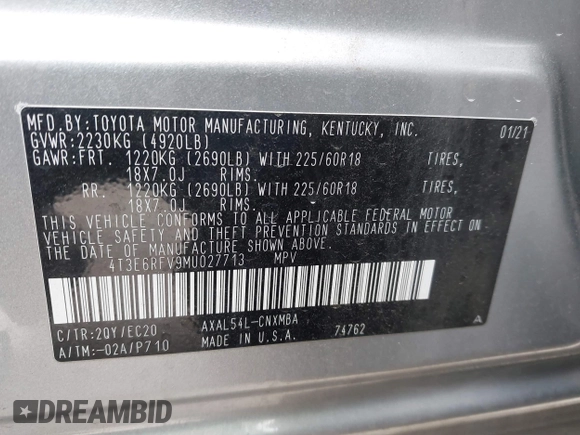 MFD.BY:TOYOTA MOTOR MANUFACTURING, KENTUCKY, INC. 01/21
GVWR:2230KG (4920LB)
GAWR:FRT. 1220KG (2690LB) WITH 225/60R18 TIRES,
18X7.0J RIMS.
RR. 1220KG (2690LB) WITH 225/60R18 TIRES,
18X7.0J RIMS.
THIS VEHICLE CONFORMS TO ALL APPLICABLE FEDERAL MOTOR
VEHICLE SAFETY AND THEFT PREVENTION STANDARDS IN EFFECT
ON THE DATE OF MANUFACTURE SHOWN ABOVE.
4T3E6RFV9MU027713 MPV
C/TR:2QY/EC20 AXAL54L-CNXMBA A
A/TM:-02A/P710 MADE IN U.S.A. 74762
DREAMBID